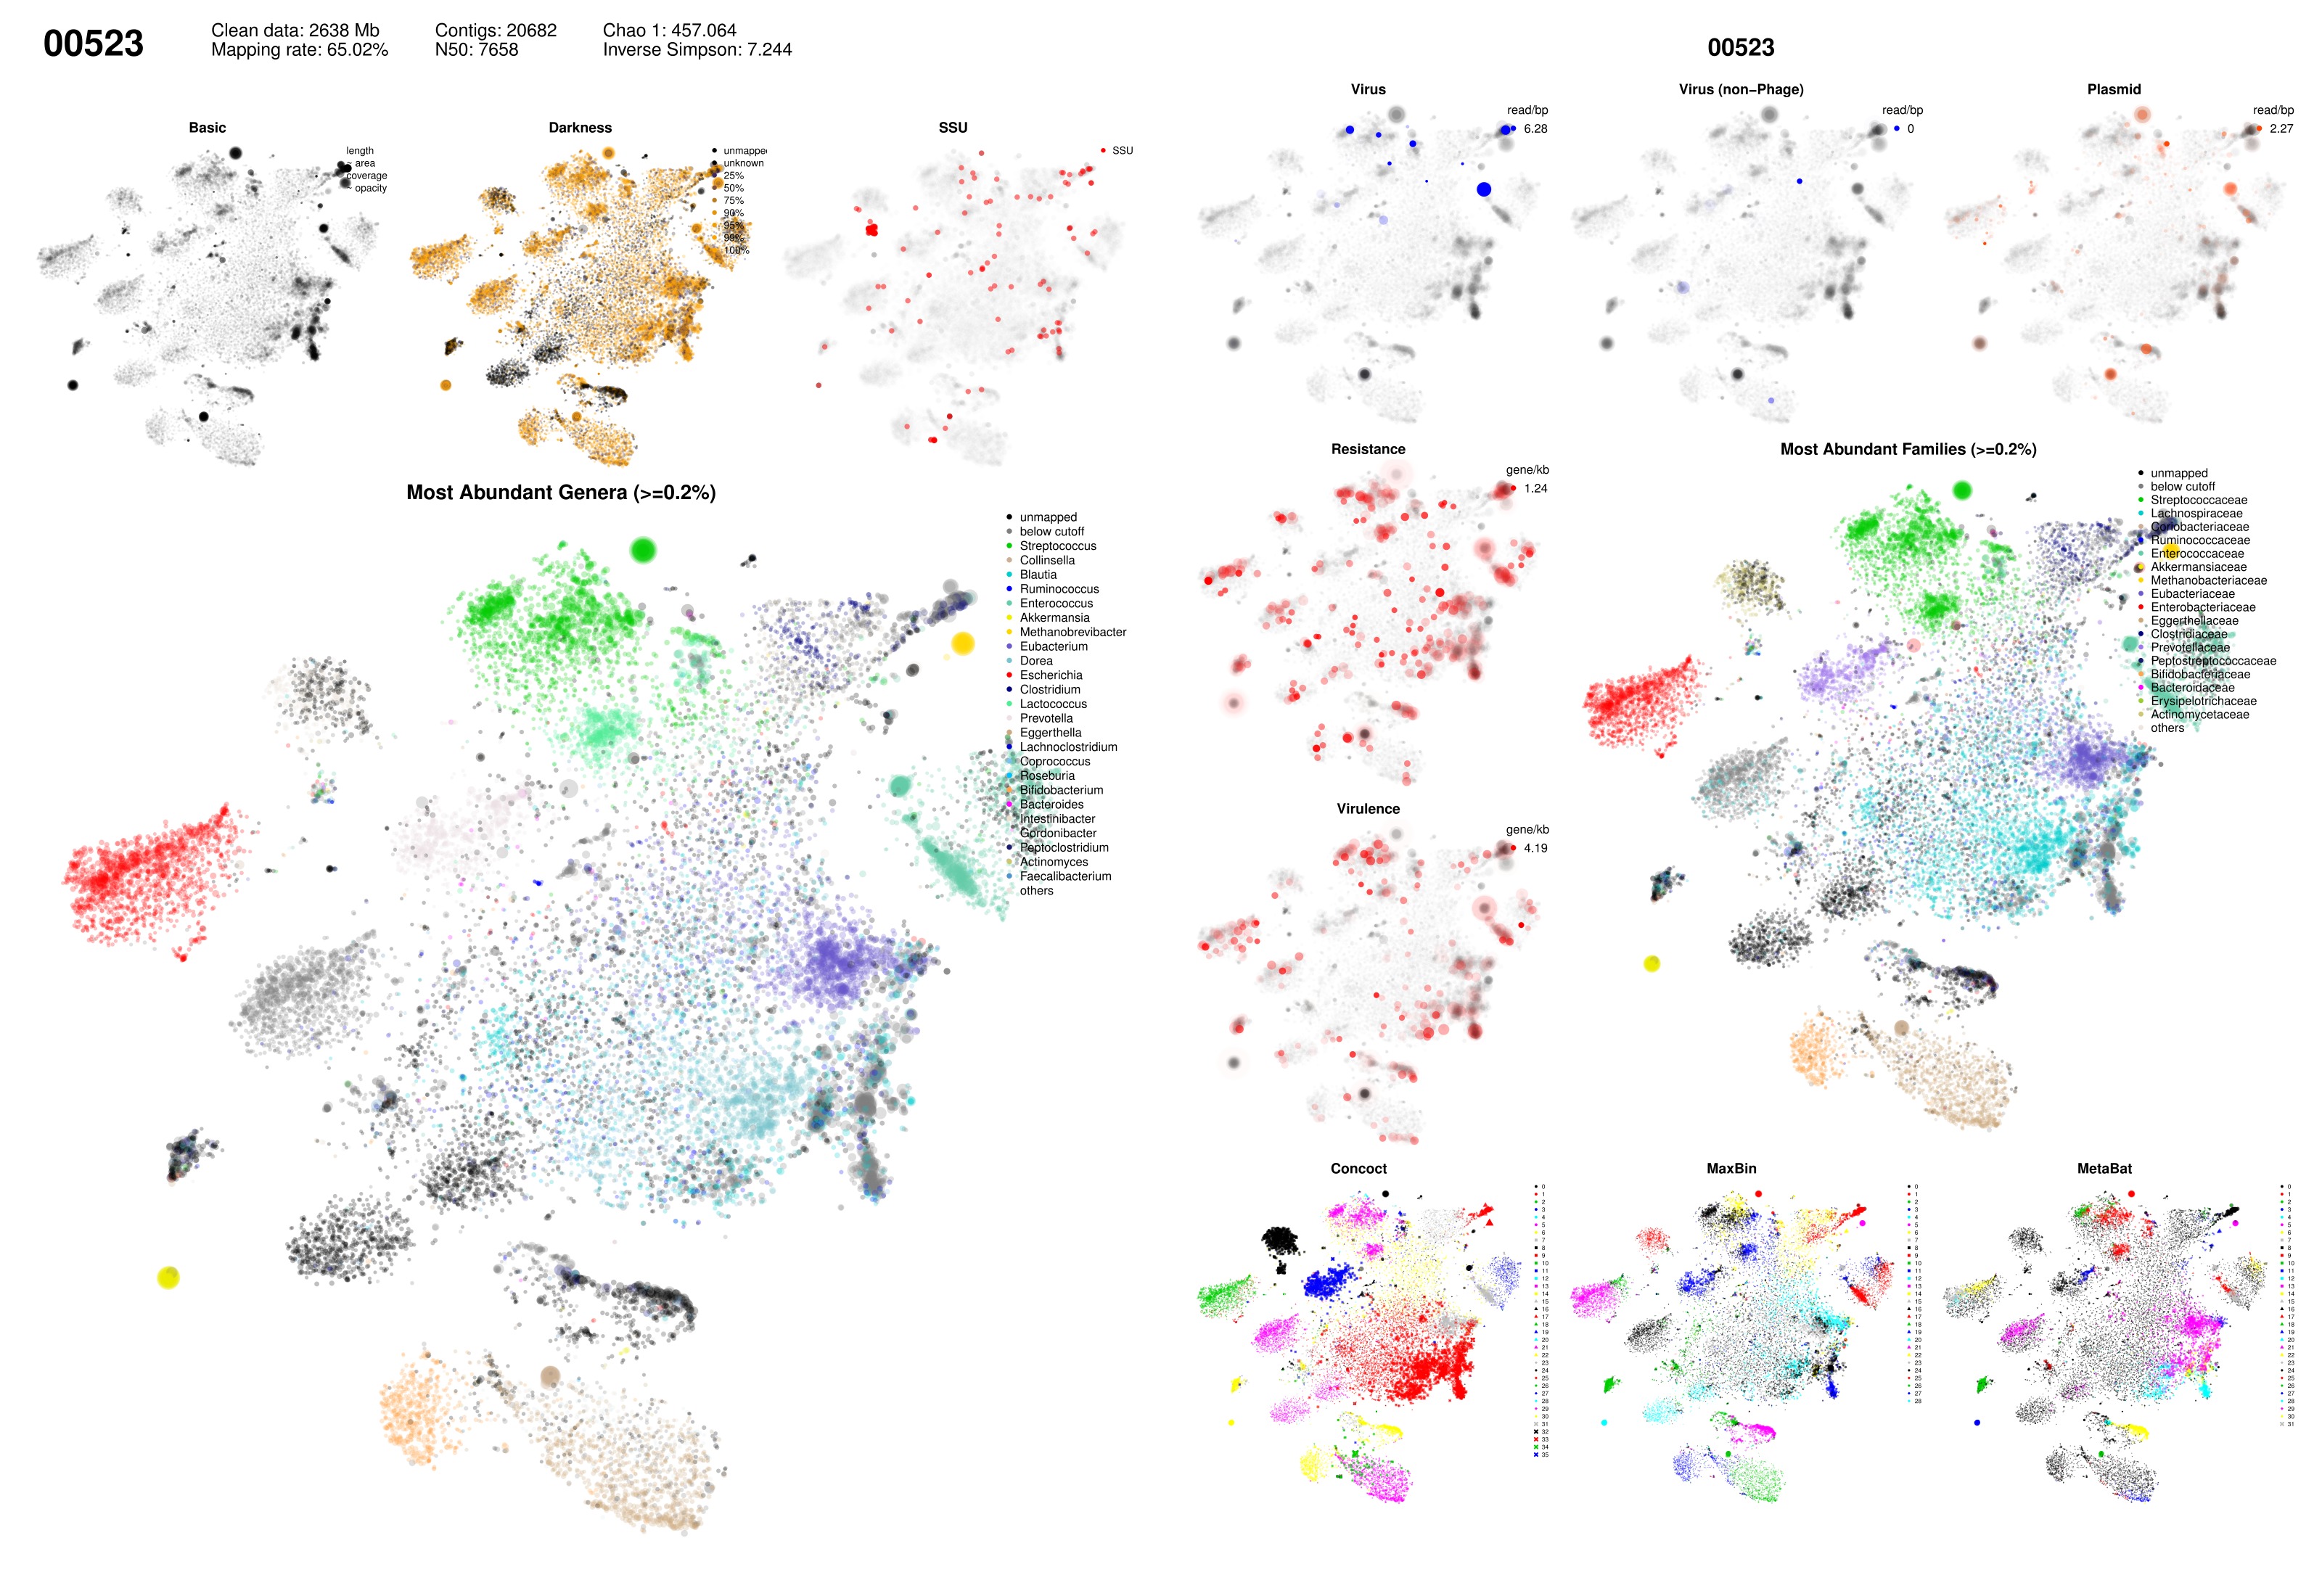 00523
Clean data: 2638 Mb
Mapping rate: 65.02%
Contigs: 20682
N50: 7658
Chao 1: 457.064
Inverse Simpson: 7.244
00523
Basic
length
~ area
coverage
~ opacity
Darkness
unmapped
unknown
25%
50%
75%
90%
95%
99%
100%
SSU
SSU
Virus
read/bp
6.28
Virus (non-Phage)
read/bp
0
Plasmid
read/bp
2.27
Most Abundant Genera (>=0.2%)
unmapped
below cutoff
Streptococcus
Collinsella
Blautia
Ruminococcus
Enterococcus
Akkermansia
Methanobrevibacter
Eubacterium
Dorea
Escherichia
Clostridium
Lactococcus
Prevotella
Eggerthella
Lachnoclostridium
Coprococcus
Roseburia
Bifidobacterium
Bacteroides
Intestinibacter
Gordonibacter
Peptoclostridium
Actinomyces
Faecalibacterium
others
Resistance
gene/kb
1.24
Virulence
gene/kb
4.19
Most Abundant Families (>=0.2%)
unmapped
below cutoff
Streptococcaceae
Lachnospiraceae
Coriobacteriaceae
Ruminococcaceae
Enterococcaceae
Akkermansiaceae
Methanobacteriaceae
Eubacteriaceae
Enterobacteriaceae
Eggerthellaceae
Clostridiaceae
Prevotellaceae
Peptostreptococcaceae
Bifidobacteriaceae
Bacteroidaceae
Erysipelotrichaceae
Actinomycetaceae
others
Concoct
0
1
2
3
4
5
6
7
8
9
10
11
12
13
14
15
16
17
18
19
20
21
22
23
24
25
26
27
28
29
30
31
32
33
34
35
MaxBin
0
1
2
3
4
5
6
7
8
9
10
11
12
13
14
15
16
17
18
19
20
21
22
23
24
25
26
27
28
MetaBat
0
1
2
3
4
5
6
7
8
9
10
11
12
13
14
15
16
17
18
19
20
21
22
23
24
25
26
27
28
29
30
31